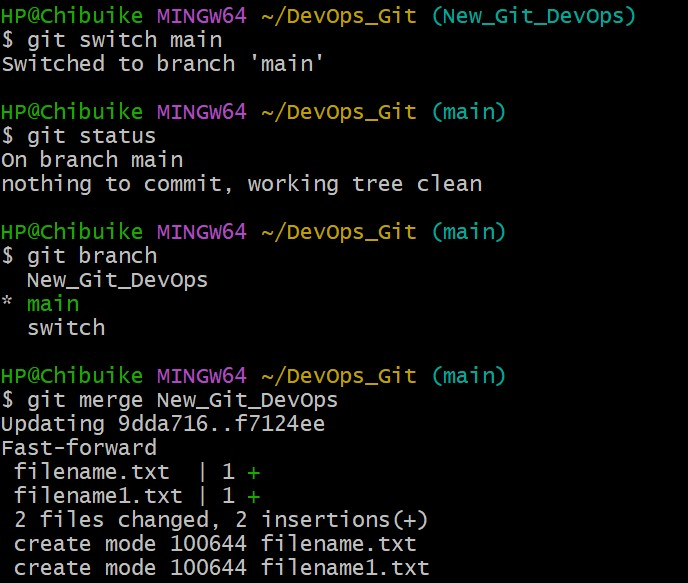 HP@Chibuike MINGW64 ~/DevOps_Git (New_Git_DevOps)
$ git switch main
Switched to branch 'main'
HP@Chibuike MINGW64 ~/DevOps_Git (main)
$ git status
On branch main
nothing to commit, working tree clean
HP@Chibuike MINGW64 ~/DevOps_Git (main)
$ git branch
  New_Git_DevOps
* main
  switch
HP@Chibuike MINGW64 ~/DevOps_Git (main)
$ git merge New_Git_DevOps
Updating 9dda716..f7124ee
Fast-forward
 filename.txt  | 1 +
 filename1.txt | 1 +
 2 files changed, 2 insertions(+)
 create mode 100644 filename.txt
 create mode 100644 filename1.txt